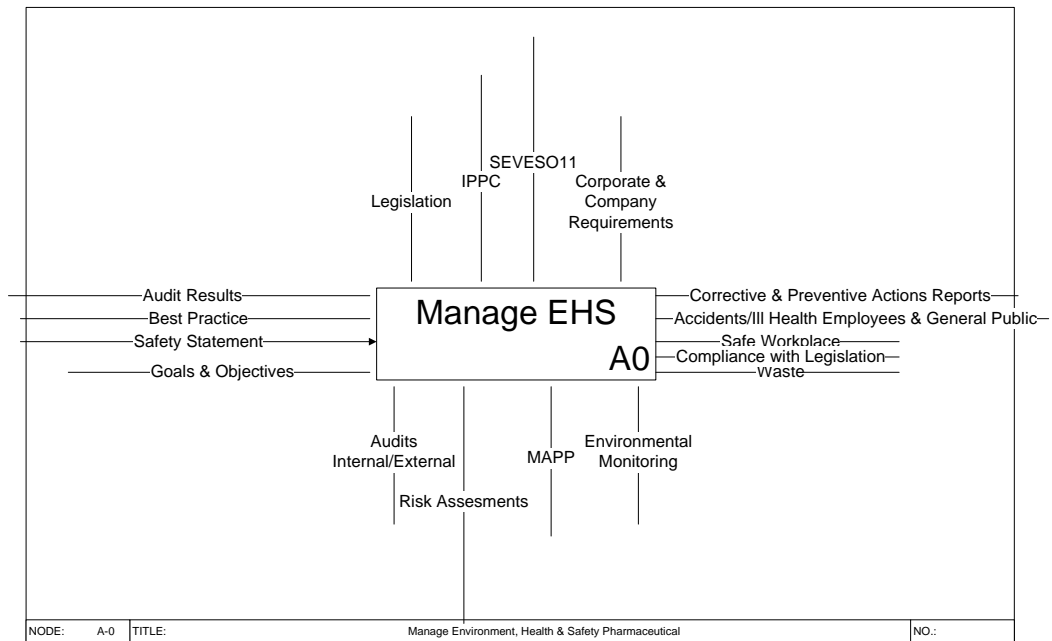 SEVESO11
IPPC
Legislation
Corporate &
Company
Requirements
Audit Results
Best Practice
Safety Statement
Goals & Objectives
Manage EHS
A0
Corrective & Preventive Actions Reports
Accidents/Ill Health Employees & General Public
Safe Workplace
Compliance with Legislation
Waste
Audits
Internal/External
Risk Assesments
MAPP
Environmental
Monitoring
NODE: A-0 TITLE: Manage Environment, Health & Safety Pharmaceutical NO.: